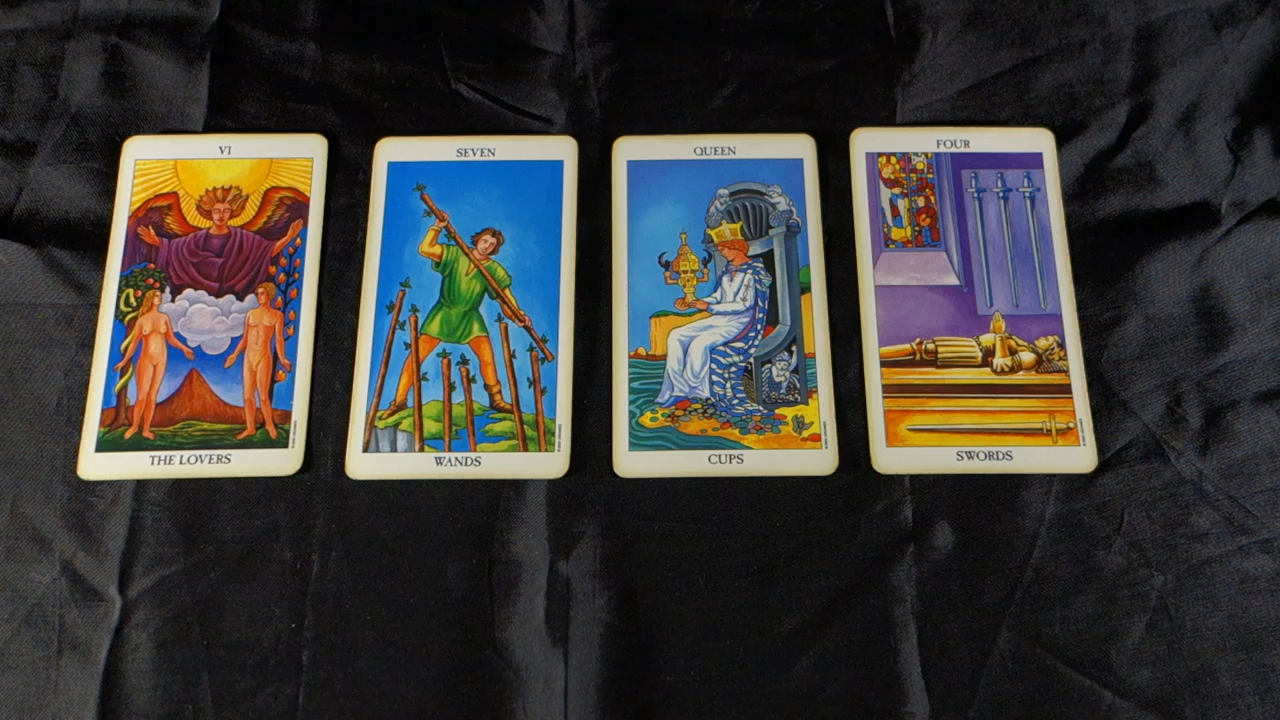 VI
THE LOVERS
SEVEN
WANDS
QUEEN
CUPS
FOUR
SWORDS